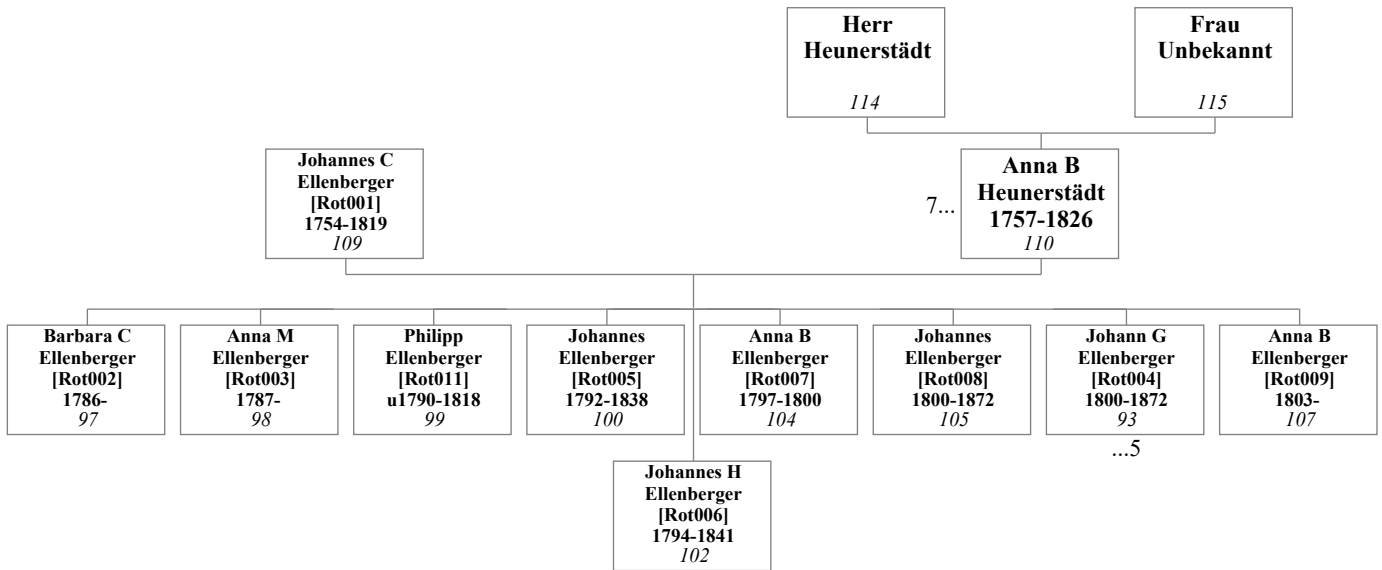 Herr
Heunerstädt
114
Frau
Unbekannt
115
Johannes C
Ellenberger
[Rot001]
1754-1819
109
7...
Anna B
Heunerstädt
1757-1826
110
Barbara C
Ellenberger
[Rot002]
1786-
97
Anna M
Ellenberger
[Rot003]
1787-
98
Philipp
Ellenberger
[Rot011]
u1790-1818
99
Johannes
Ellenberger
[Rot005]
1792-1838
100
Anna B
Ellenberger
[Rot007]
1797-1800
104
Johannes
Ellenberger
[Rot008]
1800-1872
105
Johann G
Ellenberger
[Rot004]
1800-1872
93
...5
Anna B
Ellenberger
[Rot009]
1803-
107
Johannes H
Ellenberger
[Rot006]
1794-1841
102